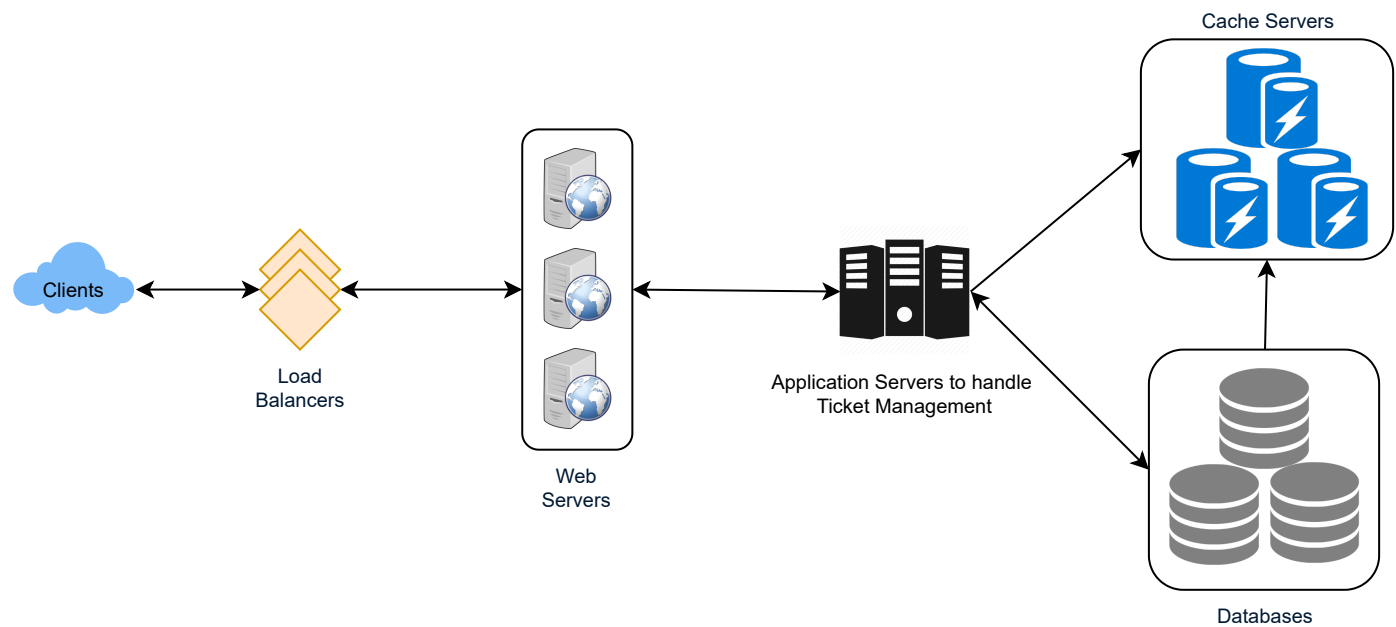 Cache Servers
Clients
Load
Balancers
Web
Servers
Application Servers to handle
Ticket Management
Databases